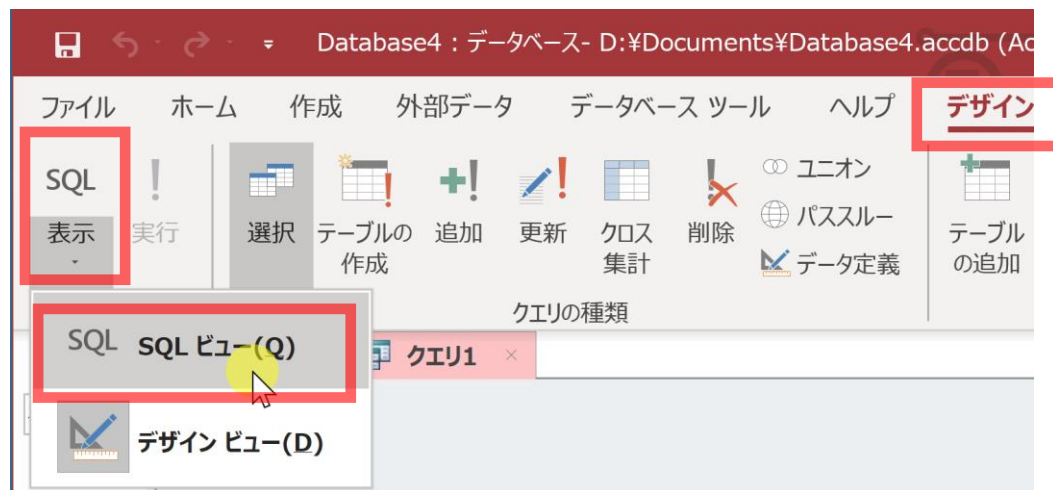 Database4 : データベース- D:¥Documents¥Database4.accdb (Ac
ファイル ホーム 作成 外部データ データベース ツール ヘルプ デザイン
SQL
表示
実行
選択
テーブルの
作成
追加
更新
クロス
集計
削除
ユニオン
パススルー
データ定義
テーブル
の追加
クエリの種類
SQL SQL ビュー(Q)
クエリ1
デザイン ビュー(D)